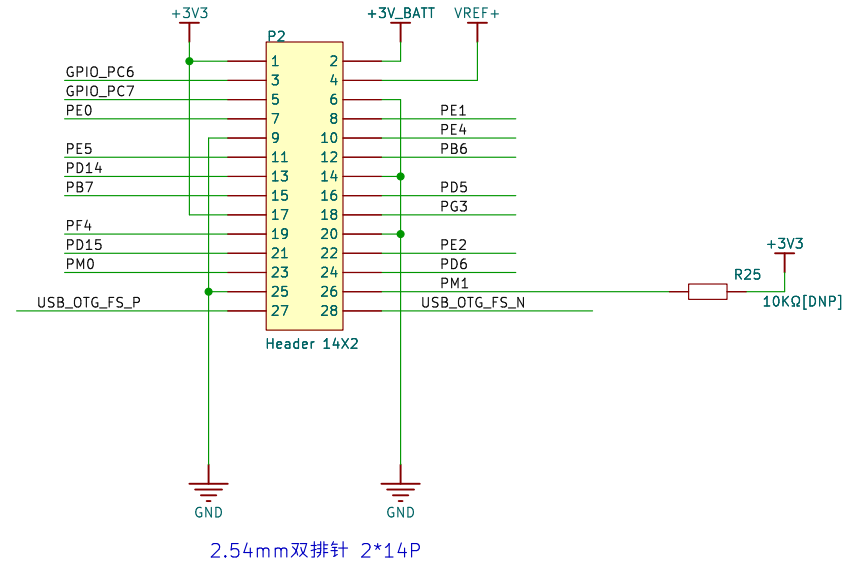 +3V3 +3V_BATT VREF+
P2
1 2
GPIO_PC6 3 4
GPIO_PC7 5 6
PE0 7 8 PE1
9 10 PE4
PE5 11 12 PB6
PD14 13 14
PB7 15 16 PD5
17 18 PG3
PF4 19 20
PD15 21 22 PE2
PM0 23 24 PD6
25 26 PM1
USB_OTG_FS_P 27 28 USB_OTG_FS_N
+3V3
R25
10KΩ[DNP]
Header 14X2
GND GND
2.54mm双排针 2*14P